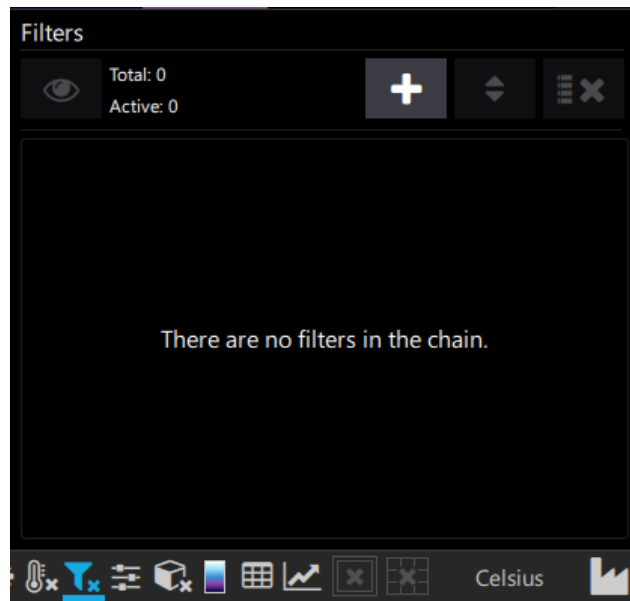 Filters
Total: 0
Active: 0
There are no filters in the chain.
Celsius